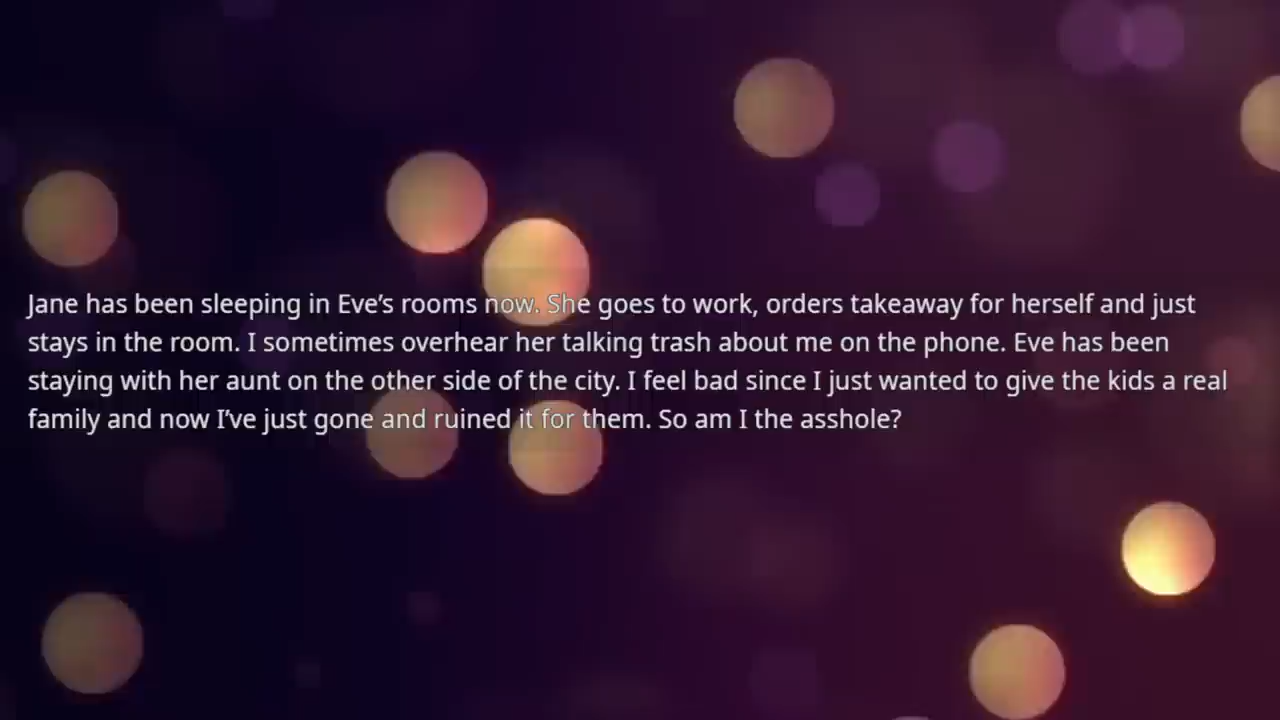 Jane has been sleeping in Eve’s rooms now. She goes to work, orders takeaway for herself and just
stays in the room. I sometimes overhear her talking trash about me on the phone. Eve has been
staying with her aunt on the other side of the city. I feel bad since I just wanted to give the kids a real
family and now I’ve just gone and ruined it for them. So am I the asshole?